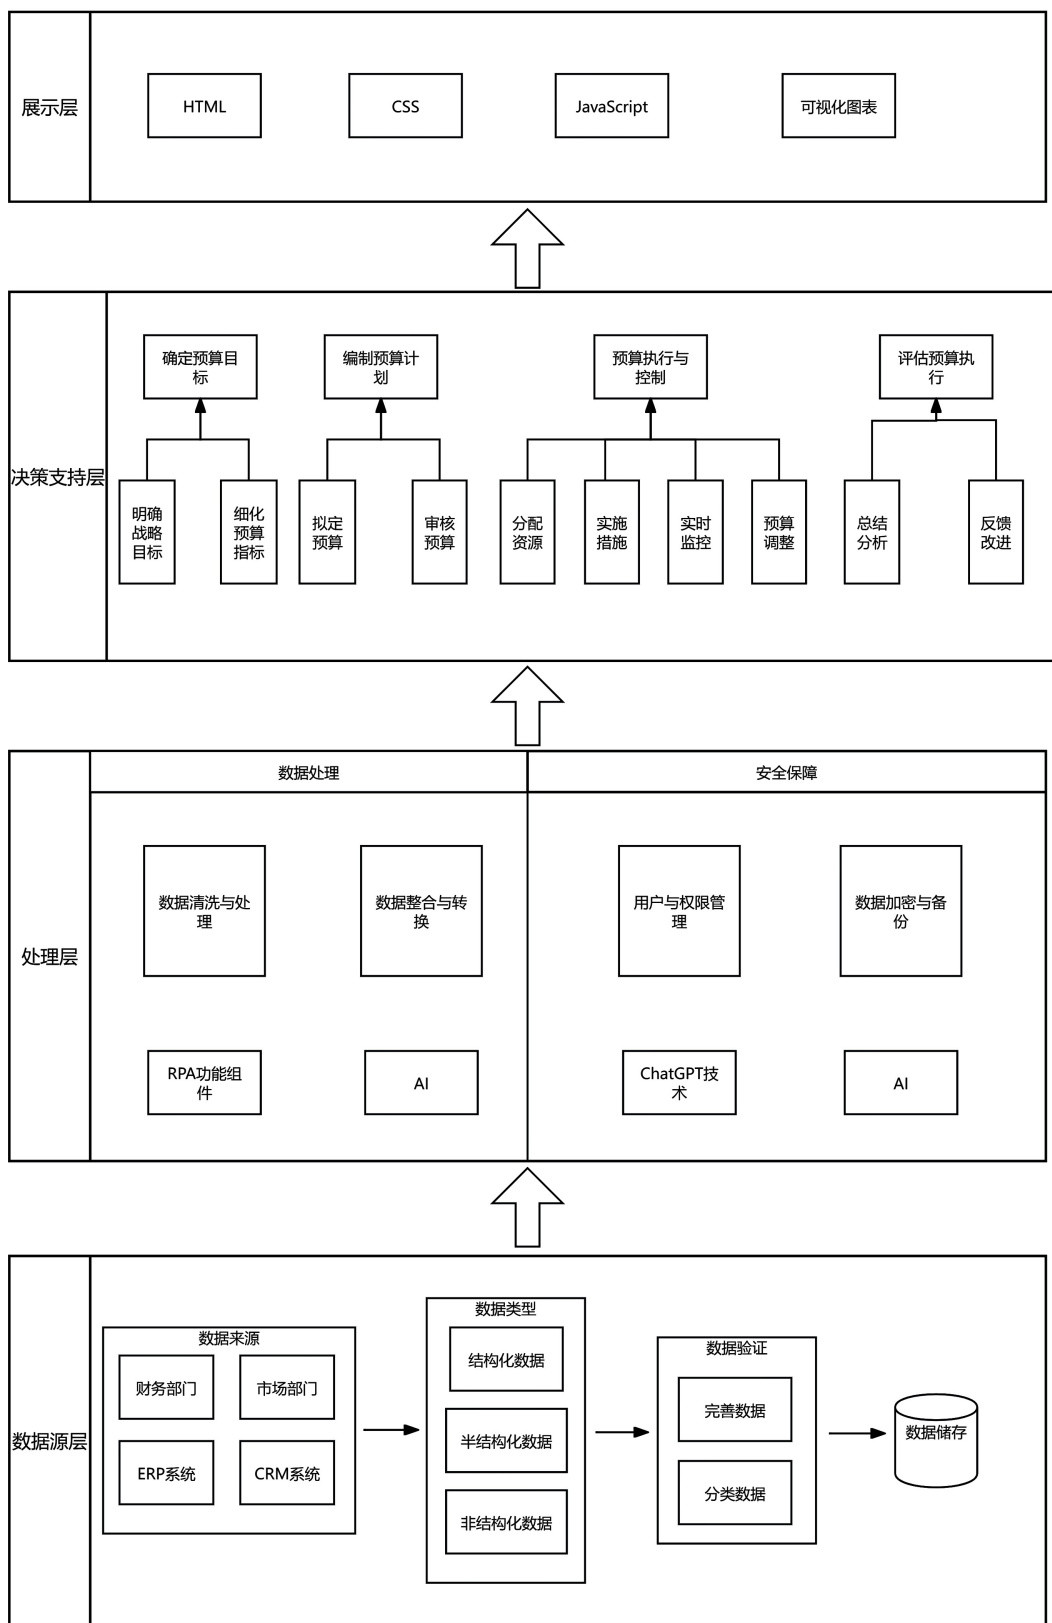 展示层
HTML
CSS
JavaScript
可视化图表
决策支持层
确定预算目
标
编制预算计
划
预算执行与
控制
评估预算执
行
明确
战略
目标
细化
预算
指标
拟定
预算
审核
预算
分配
资源
实施
措施
实时
监控
预算
调整
总结
分析
反馈
改进
处理层
数据处理
安全保障
数据清洗与处
理
数据整合与转
换
用户与权限管
理
数据加密与备
份
RPA功能组
件
AI
ChatGPT技
术
AI
数据源层
数据来源
财务部门
市场部门
ERP系统
CRM系统
数据类型
结构化数据
半结构化数据
非结构化数据
数据验证
完善数据
分类数据
数据储存